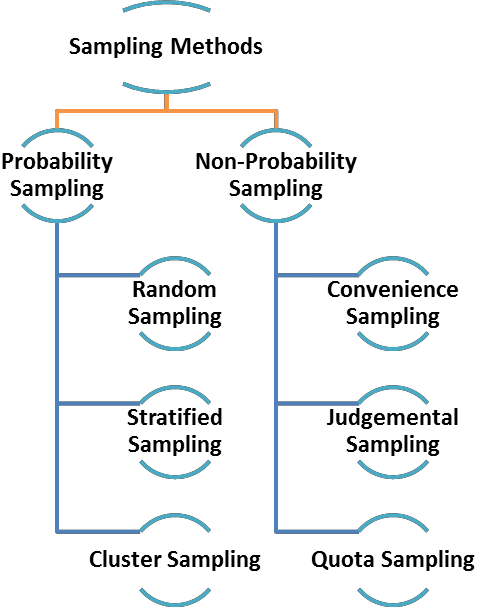 Sampling Methods
Probability
Sampling
Non-Probability
Sampling
Random
Sampling
Stratified
Sampling
Cluster Sampling
Convenience
Sampling
Judgemental
Sampling
Quota Sampling